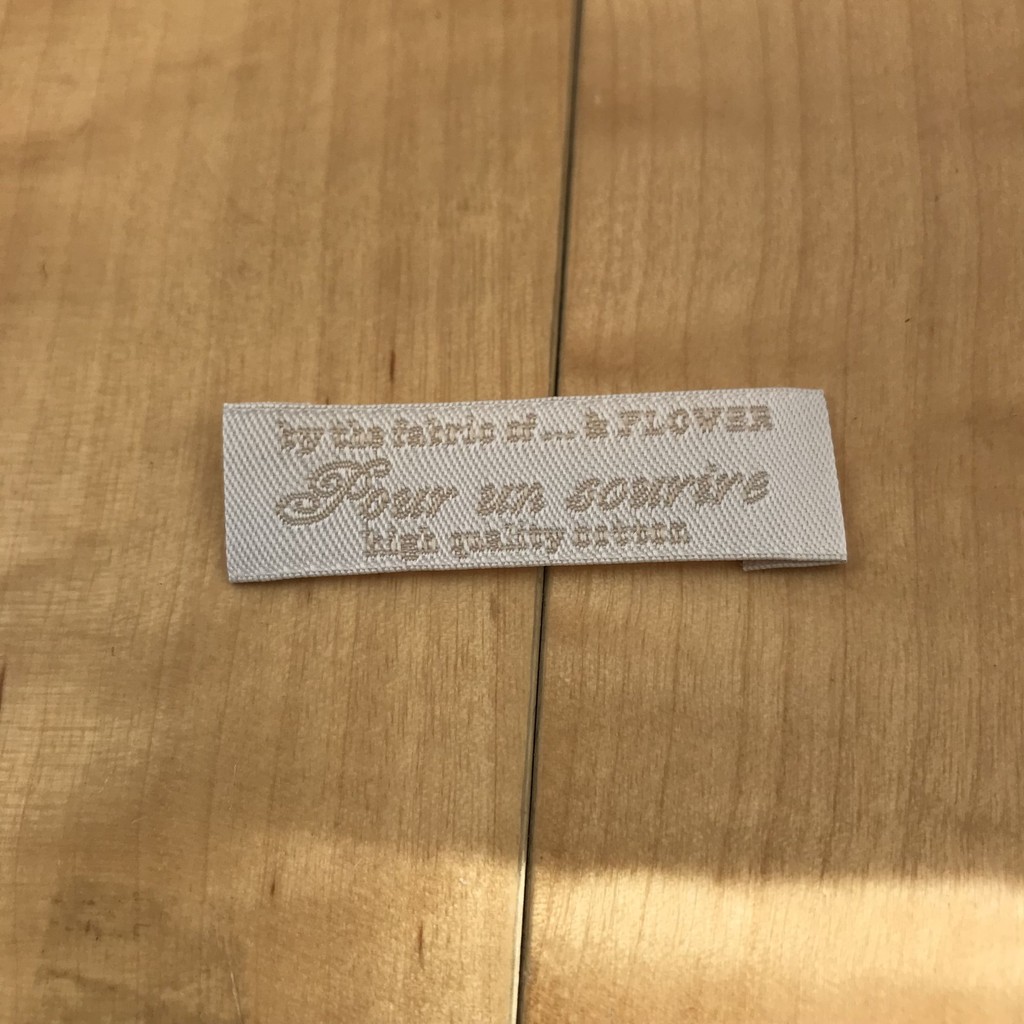 by the fabric of... a FLOWER
Pour un sourire
high quality cotton